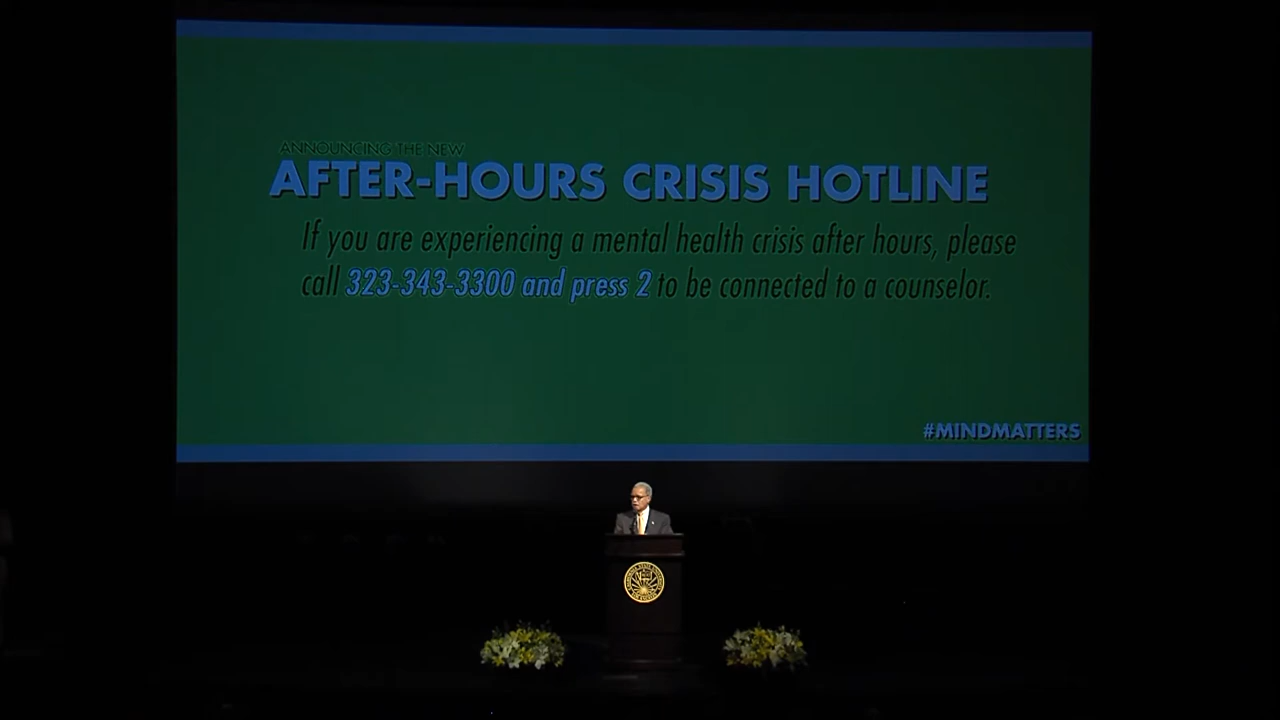 ANNOUNCING THE NEW
AFTER-HOURS CRISIS HOTLINE
If you are experiencing a mental health crisis after hours, please
call 323-343-3300 and press 2 to be connected to a counselor.
#MINDMATTERS